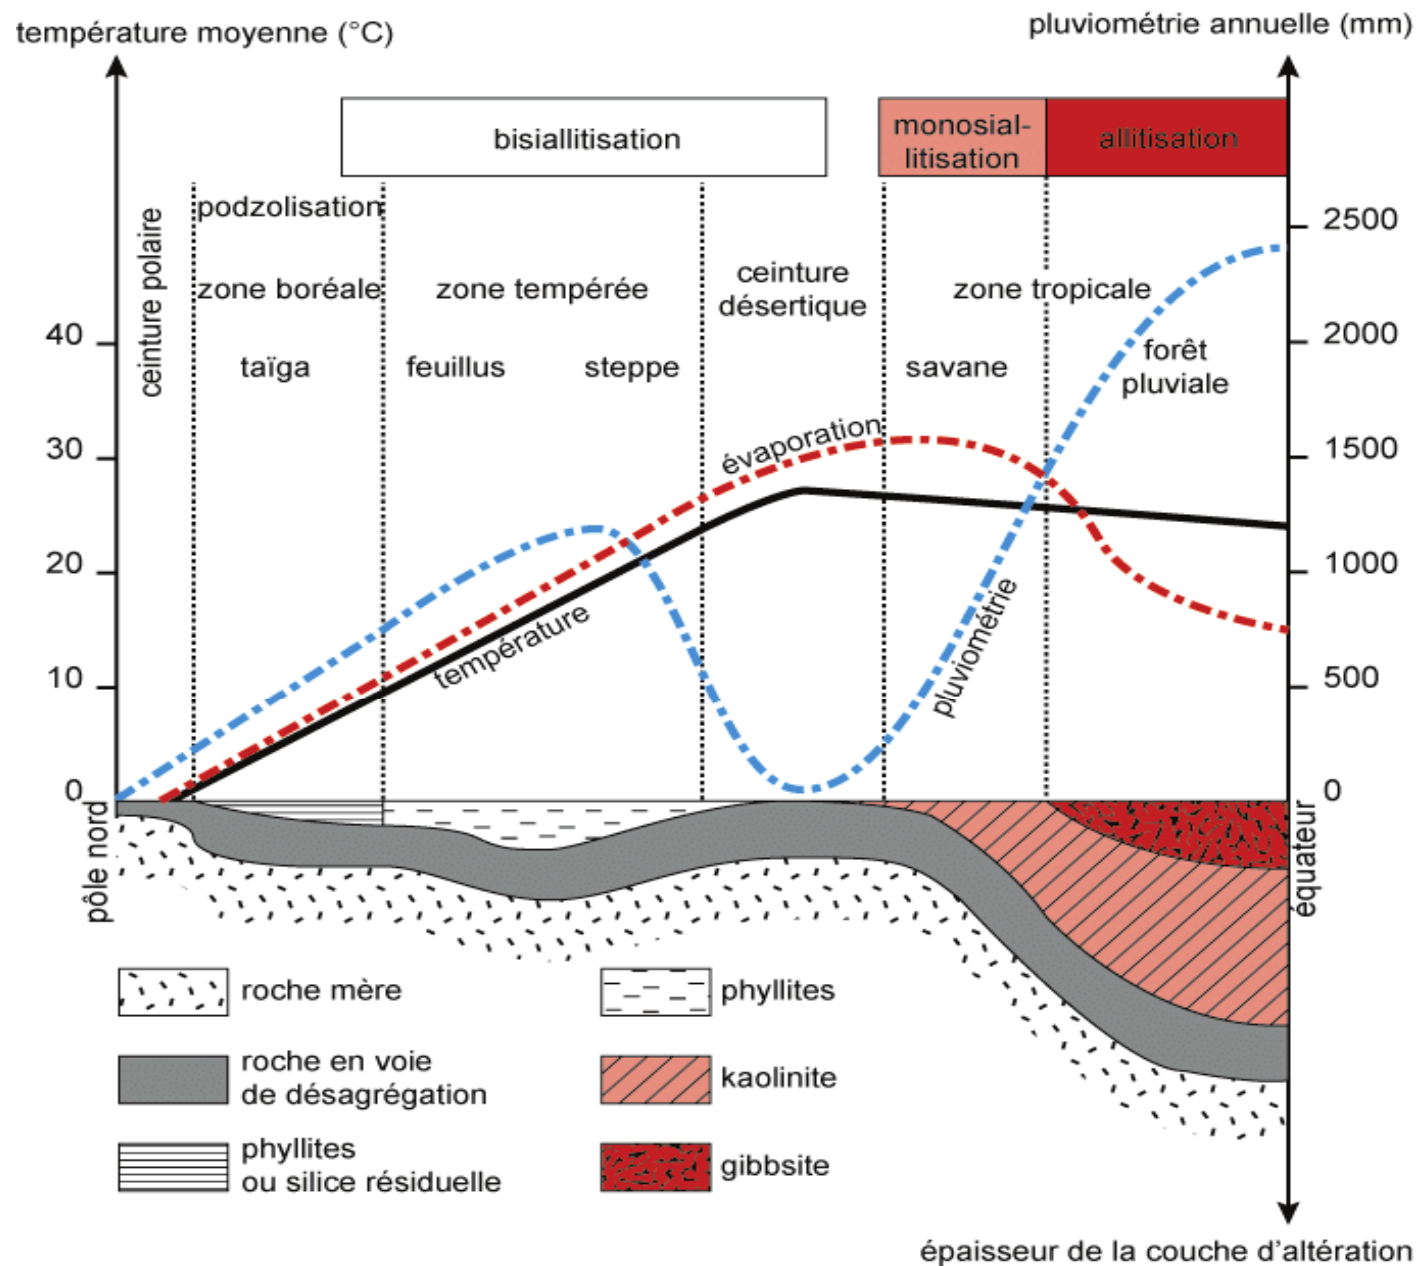 température moyenne (°C)
pluviométrie annuelle (mm)
bisiallitisation
monosial-
litisation
allitisation
ceinture polaire
podzolisation
zone boréale
taïga
zone tempérée
feuillus
steppe
ceinture
désertique
zone tropicale
savane
forêt
pluviale
40
30
20
10
0
2500
2000
1500
1000
500
0
évaporation
température
pluviométrie
pôle nord
équateur
roche mère
roche en voie
de désagrégation
phyllites
ou silice résiduelle
phyllites
kaolinite
gibbsite
épaisseur de la couche d'altération